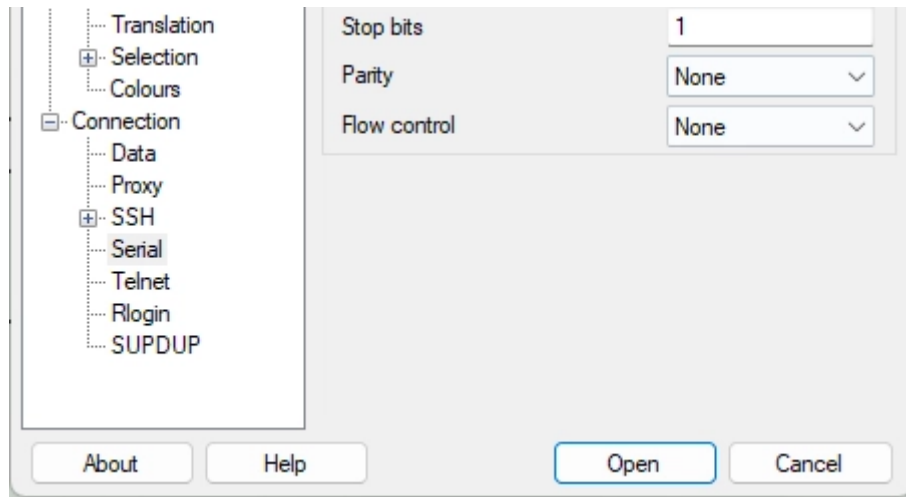 Translation
Selection
Colours
Connection
Data
Proxy
SSH
Serial
Telnet
Rlogin
SUPDUP
Stop bits 1
Parity None
Flow control None
About Help Open Cancel